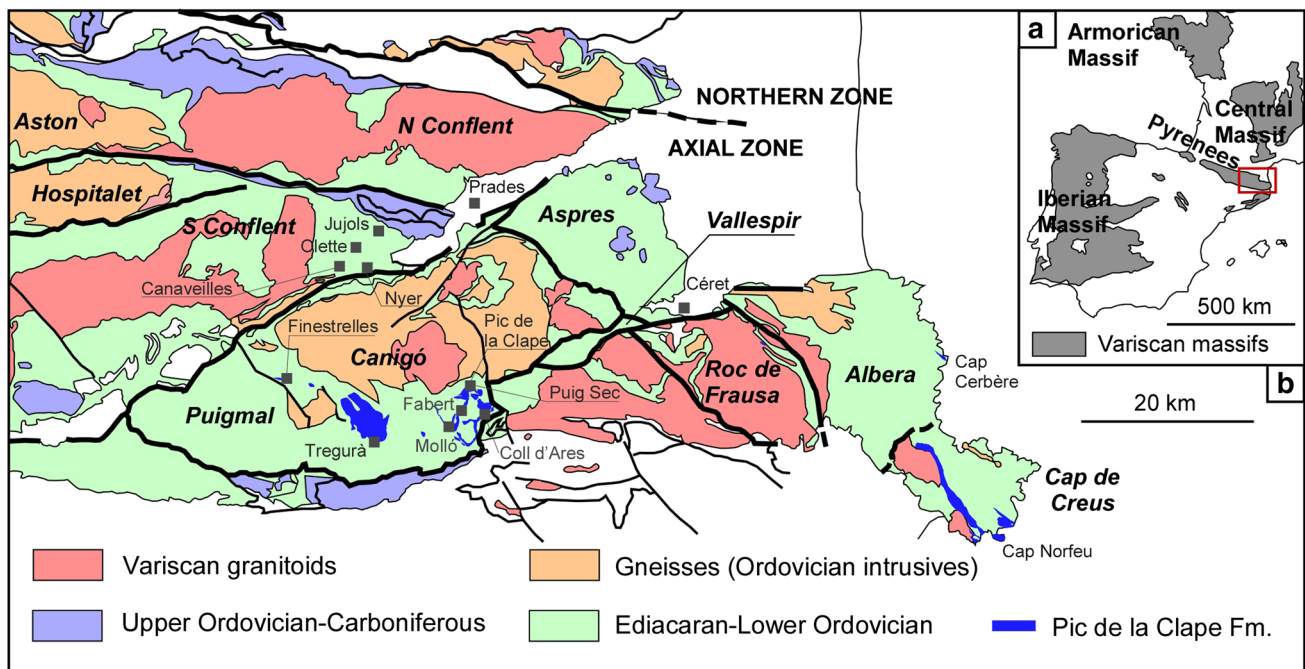 a
Armorican
Massif
Central
Massif
Pyrenees
Iberian
Massif
500 km
Variscan massifs
b
20 km
NORTHERN ZONE
AXIAL ZONE
Aston
N Conflent
Hospitalet
Prades
Aspres
Vallespir
S Conflent
Jujols
Olette
Canaveilles
Nyer
Céret
Finestrelles
Canigó
Pic de
la Clape
Roc de
Frausa
Albera
Cap
Cerbère
Puigmal
Fabert
Puig Sec
Tregurà
Molló
Coll d'Ares
Cap de
Creus
Cap Norfeu
Variscan granitoids
Gneisses (Ordovician intrusives)
Upper Ordovician-Carboniferous
Ediacaran-Lower Ordovician
Pic de la Clape Fm.